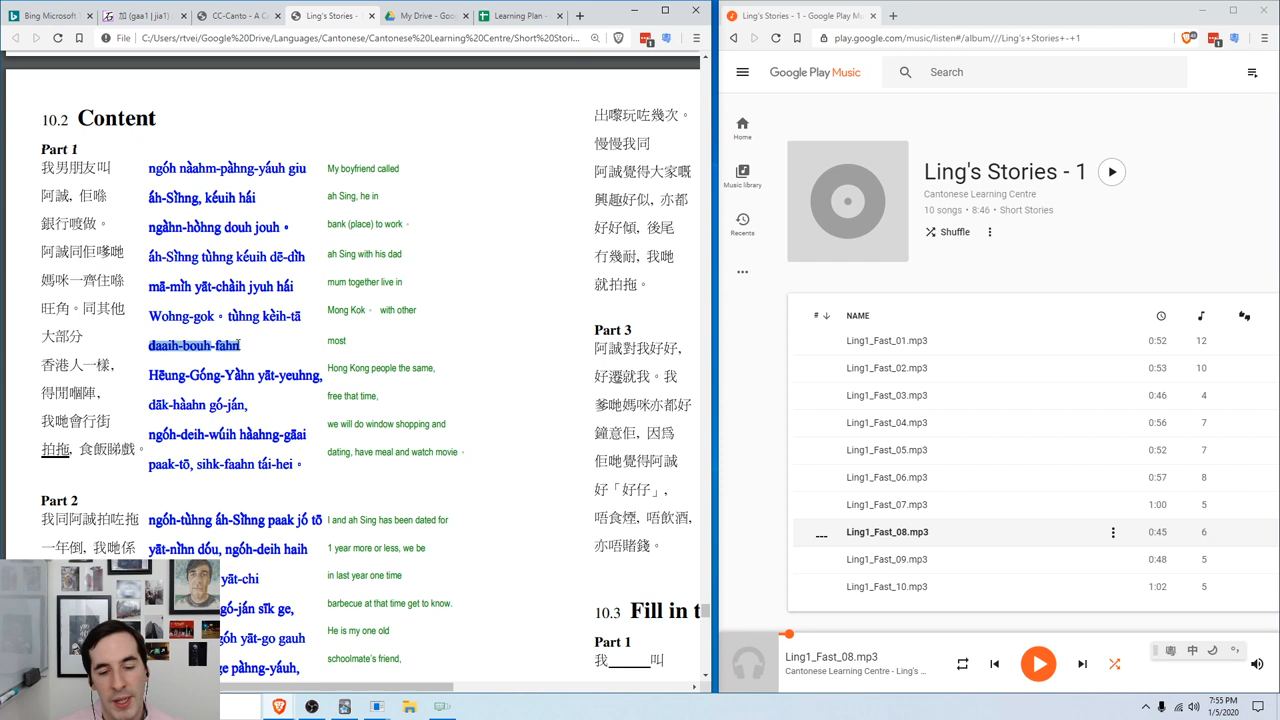 Bing Microsoft
[ gaa1 ] (jia1)
Ling's Stories -
My Drive - Goo
Learning Plan -
File
C:/Users/rtvei/Google%20Drive/Languages/Cantonese/Cantonese%20Learning%20Centre/Short%20Stori...
10.2 Content
Part 1
我男朋友叫
ngóh nàahm-pàhng-yáuh giu
My boyfriend called
阿誠, 佢喺
áh-Sìhng, kéuih hái
ah Sing, he in
銀行嗰度做。
ngàhn-hòhng douh jouh。
bank (place) to work。
阿誠同佢爹哋
áh-Sìhng tùhng kéuih dē-dìh
ah Sing with his dad
媽咪一齊住喺
mā-mìh yāt-chàih jyuh hái
mum together live in
旺角。同其他
Wohng-gok。tùhng kèih-tā
Mong Kok。 with other
大部分
daaih-bouh-fahn
most
香港人一樣,
Hēung-Góng-Yàhn yāt-yeuhng,
Hong Kong people the same,
得閒嗰陣,
dāk-hàahn gó-ján,
free that time,
我哋會行街
ngóh-deih-wúih hàahng-gāai
we will do window shopping and
拍拖, 食飯睇戲。
paak-tō, sihk-faahn tái-hei。
dating, have meal and watch movie。
Part 2
我同阿誠拍咗拖
ngóh-tùhng áh-Sìhng paak jó tō
I and ah Sing has been dated for
一年倒, 我哋係
yāt-nìhn dóu, ngóh-deih haih
1 year more or less, we be
yāt-chi
in last year one time
gó-ján sīk ge,
barbecue at that time get to know.
ngóh yāt-go gauh
He is my one old
ge pàhng-yáuh,
schoolmate's friend,
出嚟玩咗幾次。
慢慢我同
阿誠覺得大家嘅
興趣好似, 亦都
好好傾, 後尾
冇幾耐, 我哋
就拍拖。
Part 3
阿誠對我好好,
好遷就我。我
爹哋媽咪亦都好
鐘意佢, 因爲
佢哋覺得阿誠
好「好仔」,
唔食煙, 唔飲酒,
亦唔賭錢。
10.3 Fill in t
Part 1
我______叫
Ling's Stories - 1
play.google.com/music/listen#/album///Ling's+Stories+-+1
Google Play Music
Search
Home
Music library
Recents
Ling's Stories - 1
Cantonese Learning Centre
10 songs • 8:46 • Short Stories
Shuffle
# NAME
Ling1_Fast_01.mp3 0:52 12
Ling1_Fast_02.mp3 0:53 10
Ling1_Fast_03.mp3 0:46 4
Ling1_Fast_04.mp3 0:56 7
Ling1_Fast_05.mp3 0:52 7
Ling1_Fast_06.mp3 0:57 8
Ling1_Fast_07.mp3 1:00 5
Ling1_Fast_08.mp3 0:45 6
Ling1_Fast_09.mp3 0:48 5
Ling1_Fast_10.mp3 1:02 5
Ling1_Fast_08.mp3
Cantonese Learning Centre - Ling's ...
粵 中
7:55 PM
1/5/2020